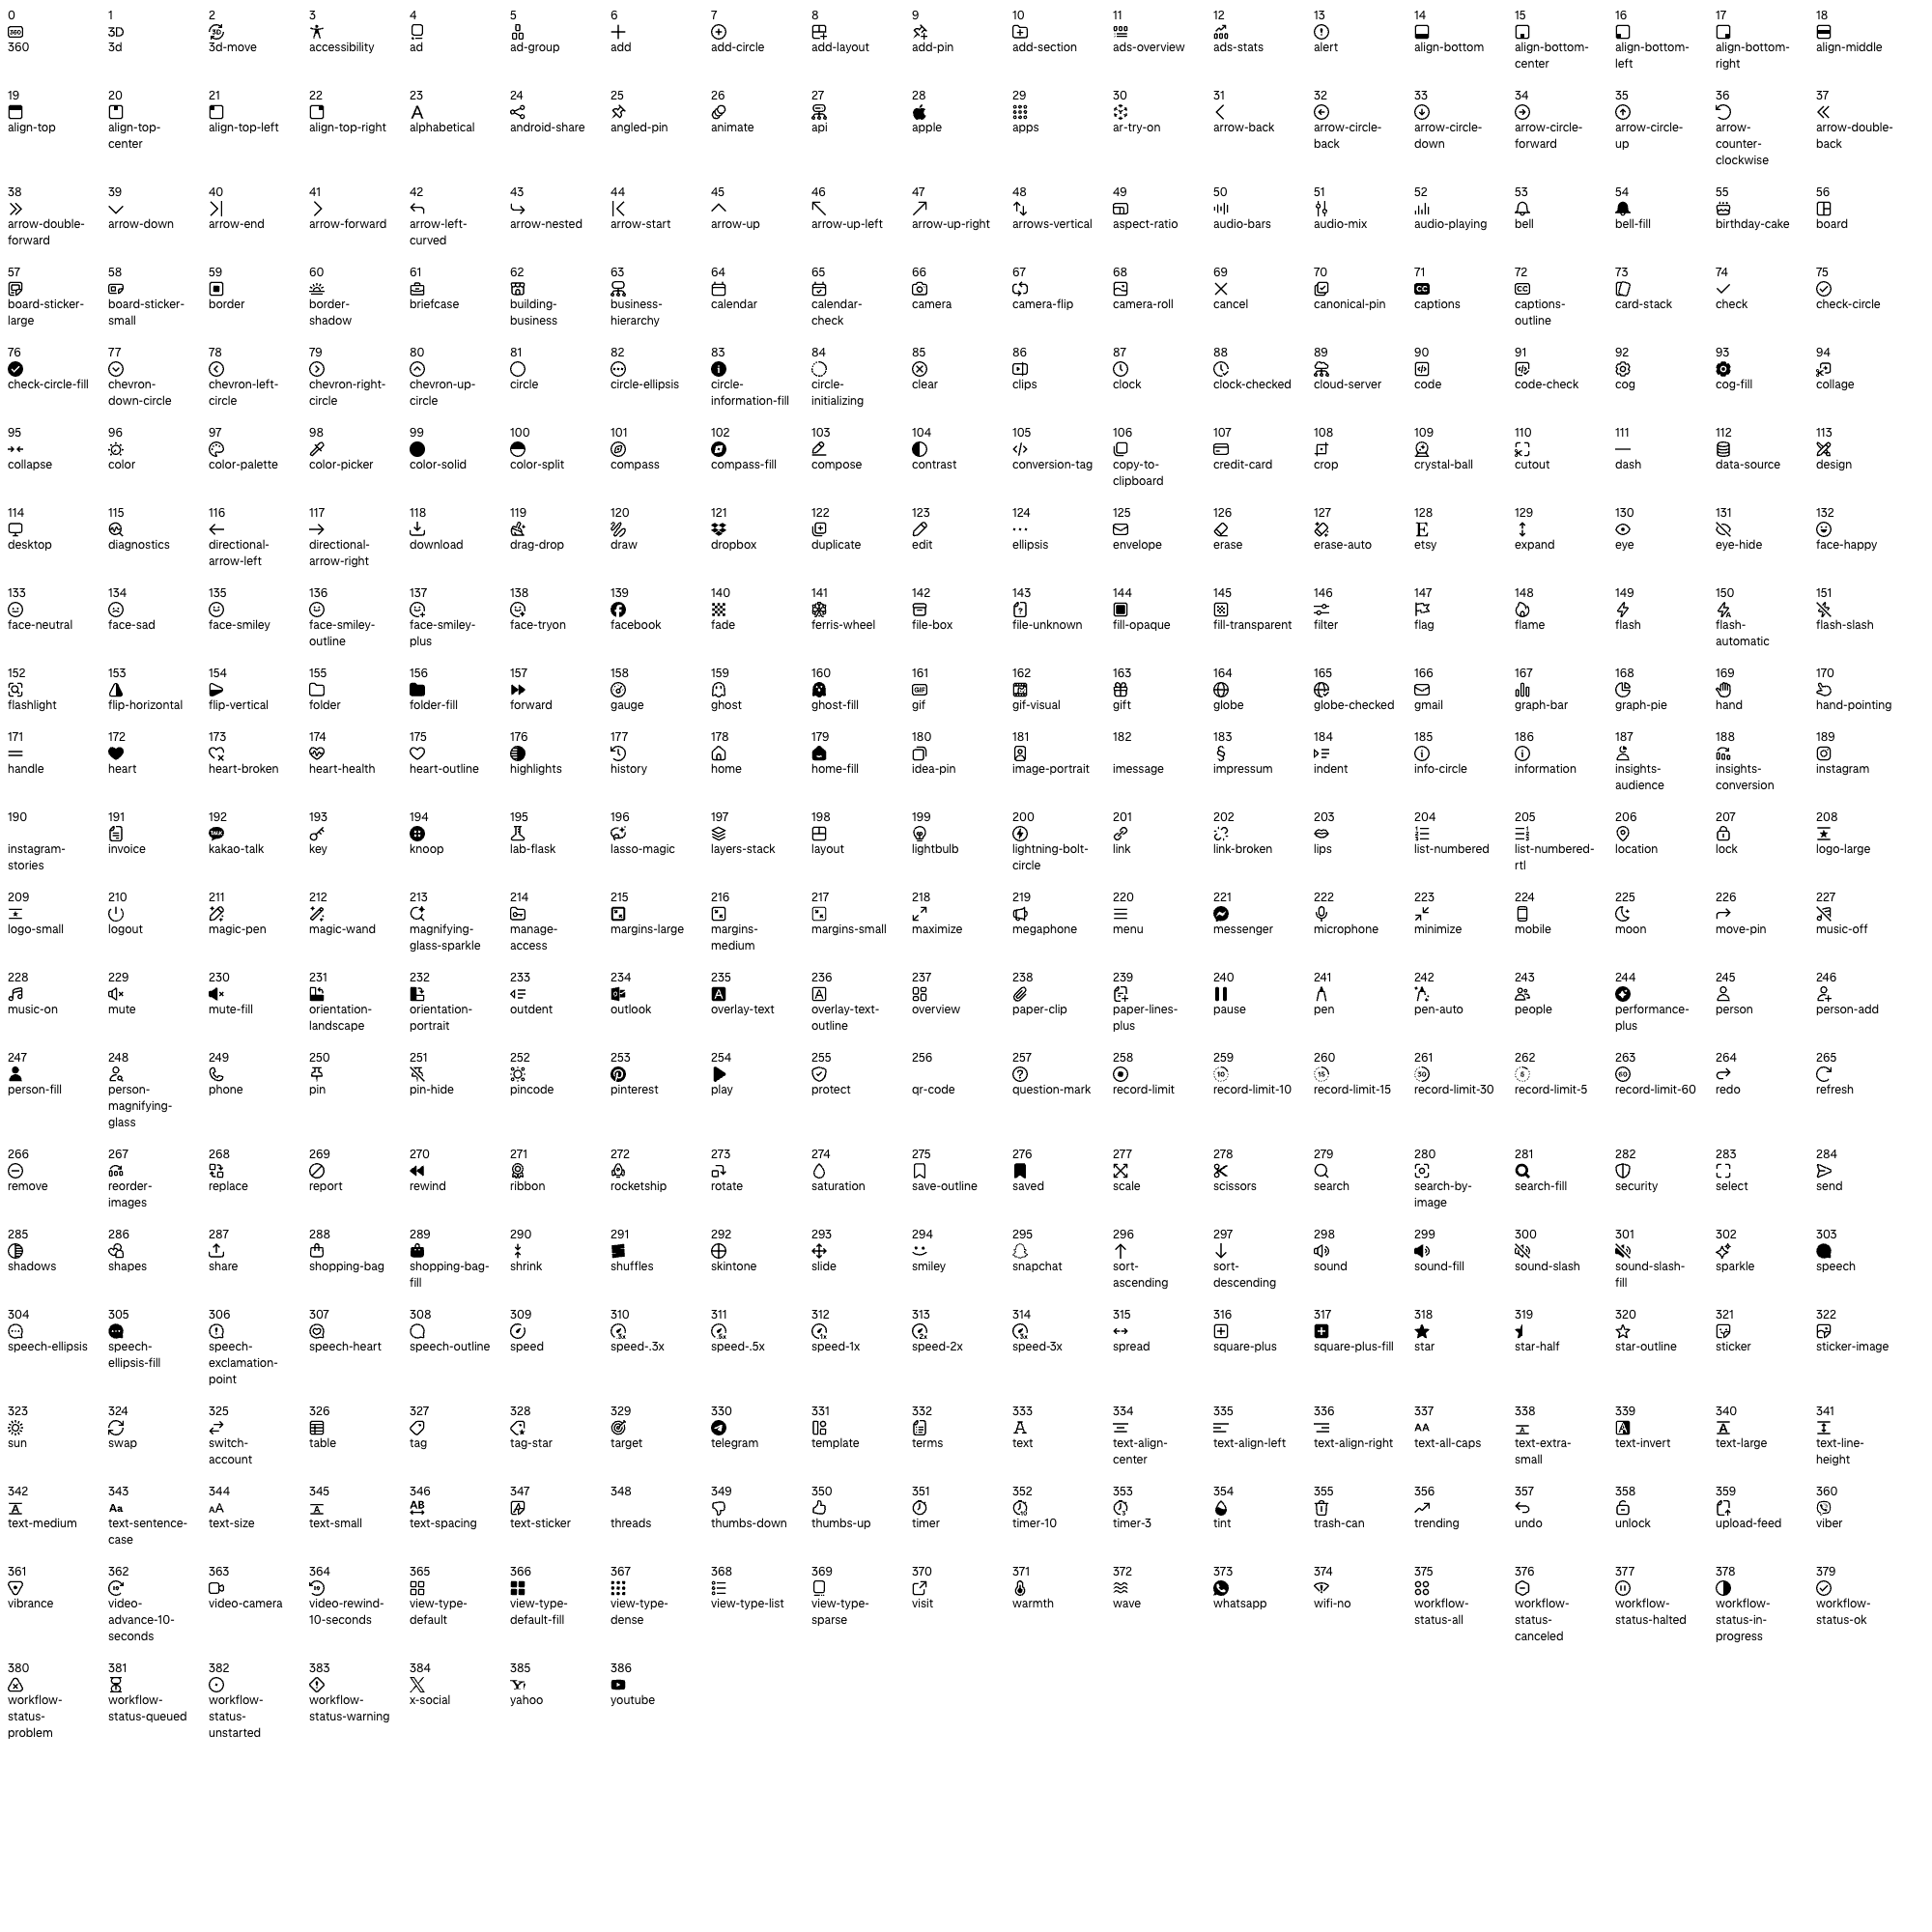 0 1 2 3 4 5 6 7 8 9 10 11 12 13 14 15 16 17 18
360 3D 3D CC
360 3d 3d-move accessibility ad ad-group add add-circle add-layout add-pin add-section ads-overview ads-stats alert align-bottom align-bottom- align-bottom- align-bottom- align-middle
center left right
19 20 21 22 23 24 25 26 27 28 29 30 31 32 33 34 35 36 37
align-top align-top- align-top-left align-top-right alphabetical android-share angled-pin animate api apple apps ar-try-on arrow-back arrow-circle- arrow-circle- arrow-circle- arrow-circle- arrow- arrow-double-
center back down forward up counter- back
clockwise
38 39 40 41 42 43 44 45 46 47 48 49 50 51 52 53 54 55 56
arrow-double- arrow-down arrow-end arrow-forward arrow-left- arrow-nested arrow-start arrow-up arrow-up-left arrow-up-right arrows-vertical aspect-ratio audio-bars audio-mix audio-playing bell bell-fill birthday-cake board
forward curved
57 58 59 60 61 62 63 64 65 66 67 68 69 70 71 72 73 74 75
CC CC
board-sticker- board-sticker- border border- briefcase building- business- calendar calendar- camera camera-flip camera-roll cancel canonical-pin captions captions- card-stack check check-circle
large small shadow business hierarchy check outline
76 77 78 79 80 81 82 83 84 85 86 87 88 89 90 91 92 93 94
check-circle-fill chevron- chevron-left- chevron-right- chevron-up- circle circle-ellipsis circle- circle- clear clips clock clock-checked cloud-server code code-check cog cog-fill collage
down-circle circle circle circle information-fill initializing
95 96 97 98 99 100 101 102 103 104 105 106 107 108 109 110 111 112 113
collapse color color-palette color-picker color-solid color-split compass compass-fill compose contrast conversion-tag copy-to- credit-card crop crystal-ball cutout dash data-source design
clipboard
114 115 116 117 118 119 120 121 122 123 124 125 126 127 128 129 130 131 132
E
desktop diagnostics directional- directional- download drag-drop draw dropbox duplicate edit ellipsis envelope erase erase-auto etsy expand eye eye-hide face-happy
arrow-left arrow-right
133 134 135 136 137 138 139 140 141 142 143 144 145 146 147 148 149 150 151
face-neutral face-sad face-smiley face-smiley- face-smiley- face-tryon facebook fade ferris-wheel file-box file-unknown fill-opaque fill-transparent filter flag flame flash flash- flash-slash
outline plus automatic
152 153 154 155 156 157 158 159 160 161 162 163 164 165 166 167 168 169 170
GIF
flashlight flip-horizontal flip-vertical folder folder-fill forward gauge ghost ghost-fill gif gif-visual gift globe globe-checked gmail graph-bar graph-pie hand hand-pointing
171 172 173 174 175 176 177 178 179 180 181 182 183 184 185 186 187 188 189
handle heart heart-broken heart-health heart-outline highlights history home home-fill idea-pin image-portrait imessage impressum indent info-circle information insights- insights- instagram
audience conversion
190 191 192 193 194 195 196 197 198 199 200 201 202 203 204 205 206 207 208
TALK
instagram- invoice kakao-talk key knoop lab-flask lasso-magic layers-stack layout lightbulb lightning-bolt- link link-broken lips list-numbered list-numbered- location lock logo-large
stories circle rtl
209 210 211 212 213 214 215 216 217 218 219 220 221 222 223 224 225 226 227
logo-small logout magic-pen magic-wand magnifying- manage- margins-large margins- margins-small maximize megaphone menu messenger microphone minimize mobile moon move-pin music-off
glass-sparkle access medium
228 229 230 231 232 233 234 235 236 237 238 239 240 241 242 243 244 245 246
music-on mute mute-fill orientation- orientation- outdent outlook overlay-text overlay-text- overview paper-clip paper-lines- pause pen pen-auto people performance- person person-add
landscape portrait outline plus plus
247 248 249 250 251 252 253 254 255 256 257 258 259 260 261 262 263 264 265
10 15 30 5 60
person-fill person- phone pin pin-hide pincode pinterest play protect qr-code question-mark record-limit record-limit-10 record-limit-15 record-limit-30 record-limit-5 record-limit-60 redo refresh
magnifying-
glass
266 267 268 269 270 271 272 273 274 275 276 277 278 279 280 281 282 283 284
remove reorder- replace report rewind ribbon rocketship rotate saturation save-outline saved scale scissors search search-by- search-fill security select send
images image
285 286 287 288 289 290 291 292 293 294 295 296 297 298 299 300 301 302 303
shadows shapes share shopping-bag shopping-bag- shrink shuffles skintone slide smiley snapchat sort- sort- sound sound-fill sound-slash sound-slash- sparkle speech
fill ascending descending fill
304 305 306 307 308 309 310 311 312 313 314 315 316 317 318 319 320 321 322
.3x .5x 1x 2x 3x
speech-ellipsis speech- speech- speech-heart speech-outline speed speed-.3x speed-.5x speed-1x speed-2x speed-3x spread square-plus square-plus-fill star star-half star-outline sticker sticker-image
ellipsis-fill exclamation-
point
323 324 325 326 327 328 329 330 331 332 333 334 335 336 337 338 339 340 341
AA
sun swap switch- table tag tag-star target telegram template terms text text-align- text-align-left text-align-right text-all-caps text-extra- text-invert text-large text-line-
account center small height
342 343 344 345 346 347 348 349 350 351 352 353 354 355 356 357 358 359 360
Aa AA AB
text-medium text-sentence- text-size text-small text-spacing text-sticker threads thumbs-down thumbs-up timer timer-10 timer-3 tint trash-can trending undo unlock upload-feed viber
case
361 362 363 364 365 366 367 368 369 370 371 372 373 374 375 376 377 378 379
10 10
vibrance video- video-camera video-rewind- view-type- view-type- view-type- view-type-list view-type- visit warmth wave whatsapp wifi-no workflow- workflow- workflow- workflow- workflow-
advance-10- 10-seconds default default-fill dense sparse status-all status- status-halted status-in- status-ok
seconds canceled progress
380 381 382 383 384 385 386
workflow- workflow- workflow- workflow- x-social yahoo youtube
status- status-queued status- status-warning
problem unstarted